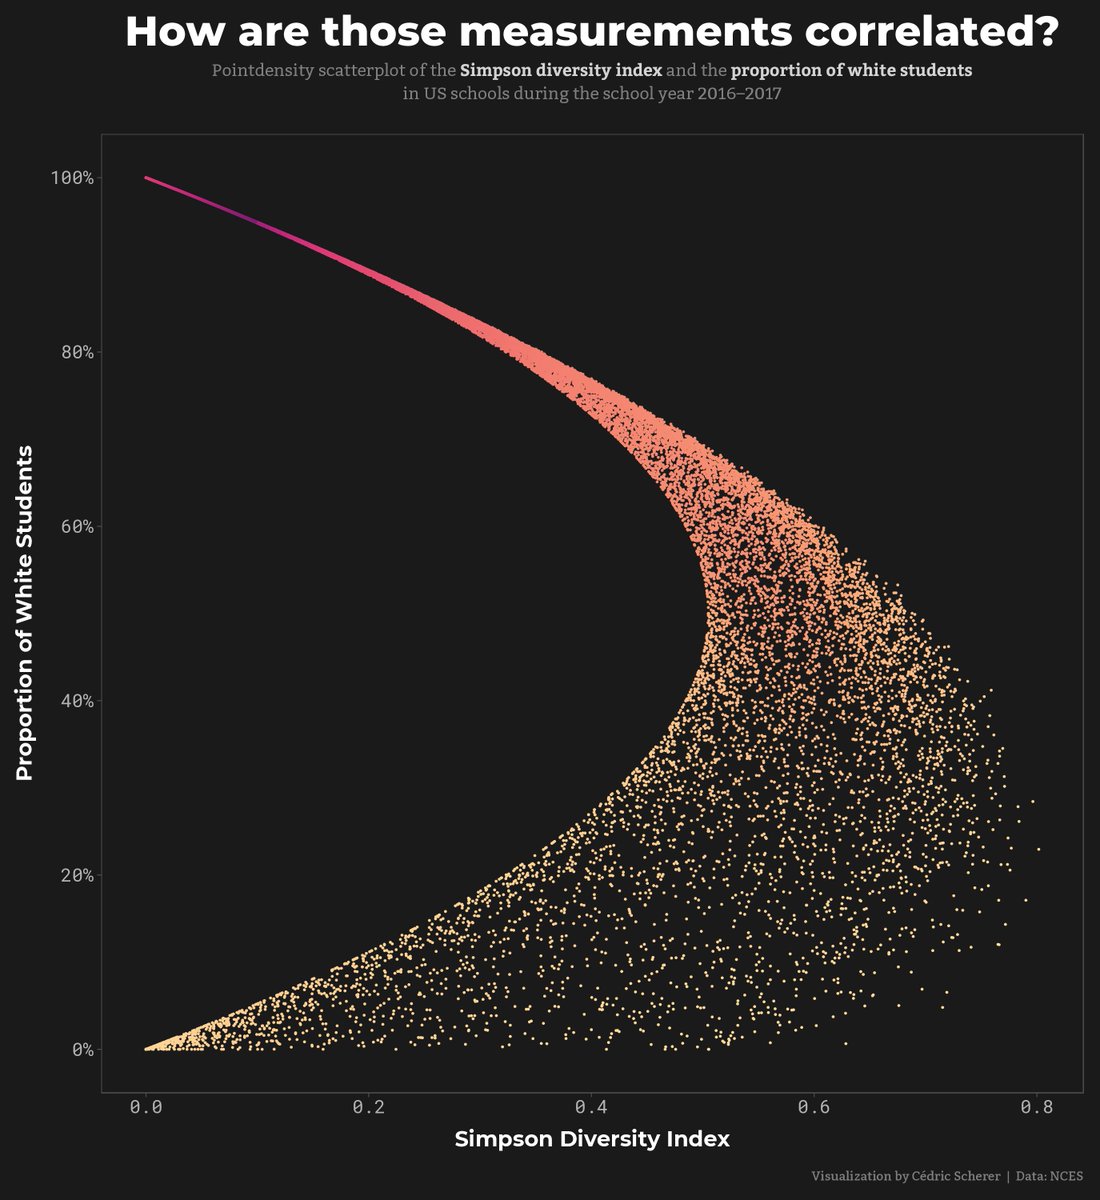 How are those measurements correlated?
Pointdensity scatterplot of the Simpson diversity index and the proportion of white students
in US schools during the school year 2016–2017
Proportion of White Students
100%
80%
60%
40%
20%
0%
0.0 0.2 0.4 0.6 0.8
Simpson Diversity Index
Visualization by Cédric Scherer | Data: NCES